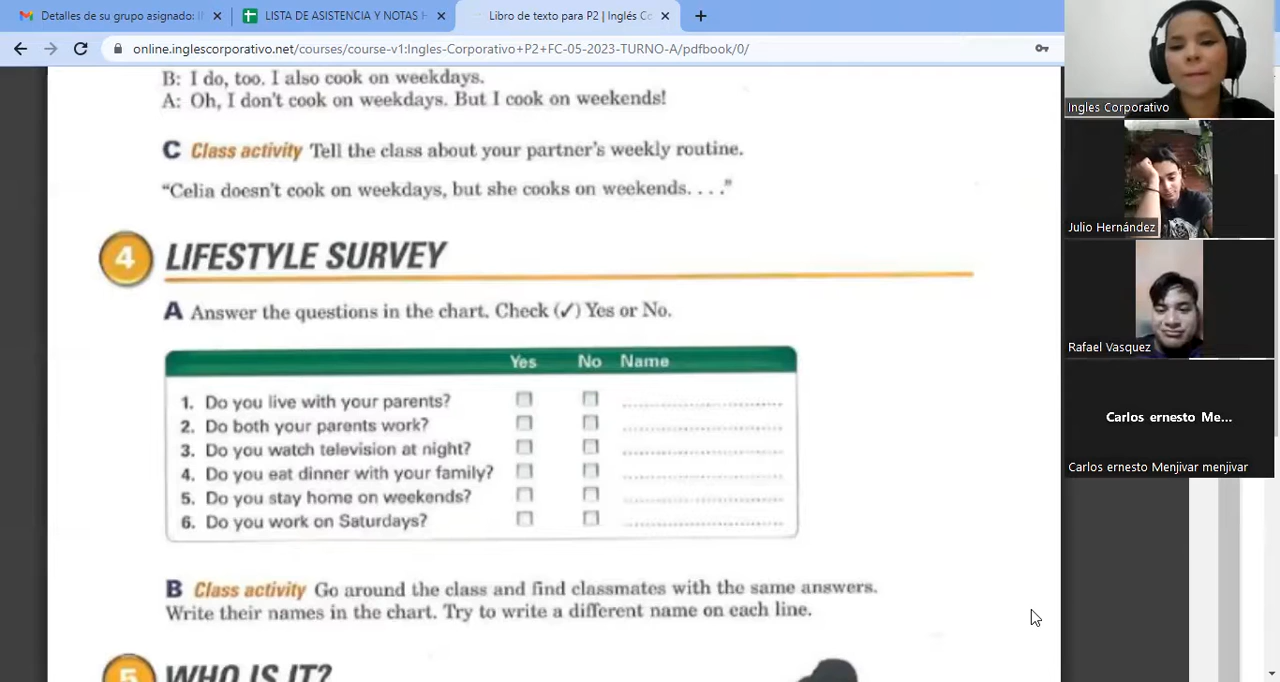 Detalles de su grupo asignado: I
LISTA DE ASISTENCIA Y NOTAS
Libro de texto para P2 | Inglés Co
online.inglescorporativo.net/courses/course-v1:Ingles-Corporativo+P2+FC-05-2023-TURNO-A/pdfbook/0/
B: I do, too. I also cook on weekdays.
A: Oh, I don't cook on weekdays. But I cook on weekends!
C Class activity Tell the class about your partner's weekly routine.
"Celia doesn't cook on weekdays, but she cooks on weekends. . . ."
4 LIFESTYLE SURVEY
A Answer the questions in the chart. Check (✓) Yes or No.
Yes No Name
1. Do you live with your parents?
2. Do both your parents work?
3. Do you watch television at night?
4. Do you eat dinner with your family?
5. Do you stay home on weekends?
6. Do you work on Saturdays?
B Class activity Go around the class and find classmates with the same answers.
Write their names in the chart. Try to write a different name on each line.
5 WHO IS IT?
Ingles Corporativo
Julio Hernández
Rafael Vasquez
Carlos ernesto Me...
Carlos ernesto Menjivar menjivar